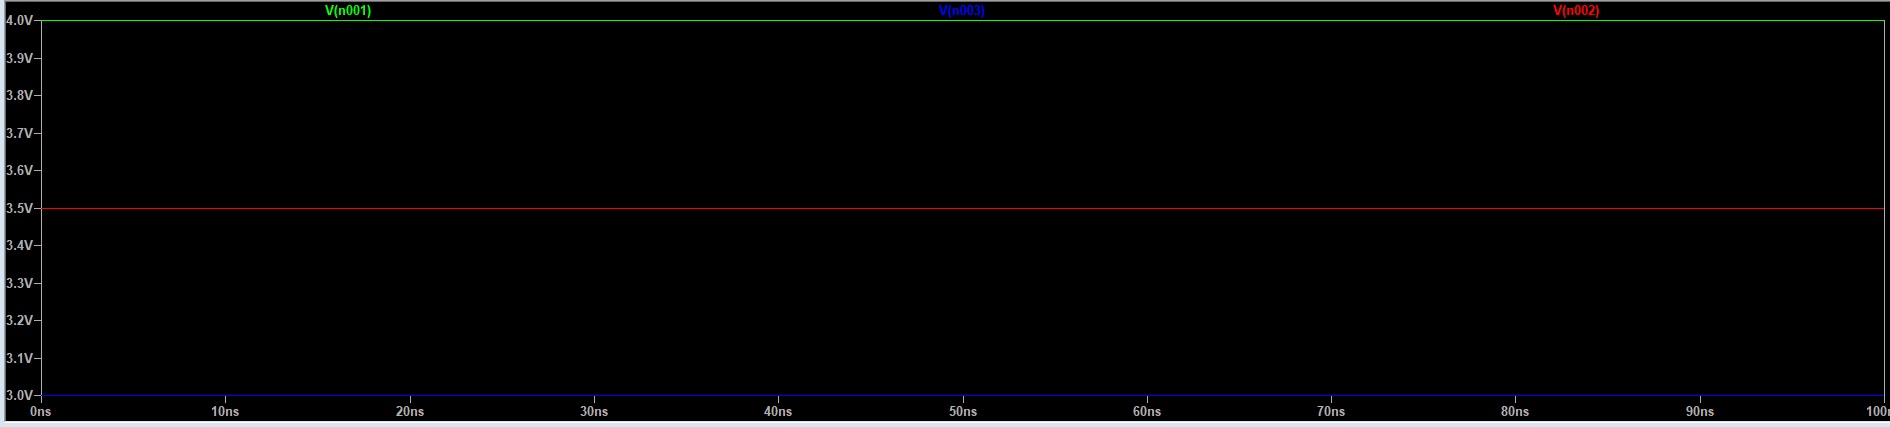 V(n001) V(n003) V(n002)
4.0V
3.9V
3.8V
3.7V
3.6V
3.5V
3.4V
3.3V
3.2V
3.1V
3.0V
0ns 10ns 20ns 30ns 40ns 50ns 60ns 70ns 80ns 90ns 100n